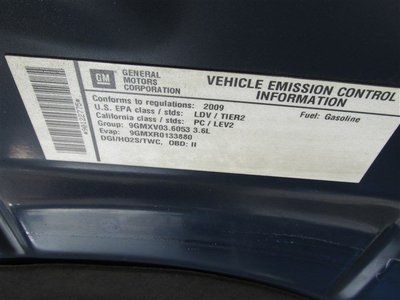 GM
GENERAL
MOTORS
CORPORATION
VEHICLE EMISSION CONTROL
INFORMATION
Conforms to regulations: 2009
Fuel: Gasoline
U.S. EPA class / stds: LDV / TIER2
California class / stds: PC / LEV2
Group: 9GMXV03.6053 3.6L
Evap: 9GMXR0133880
DGI/HO2S/TWC, OBD: II